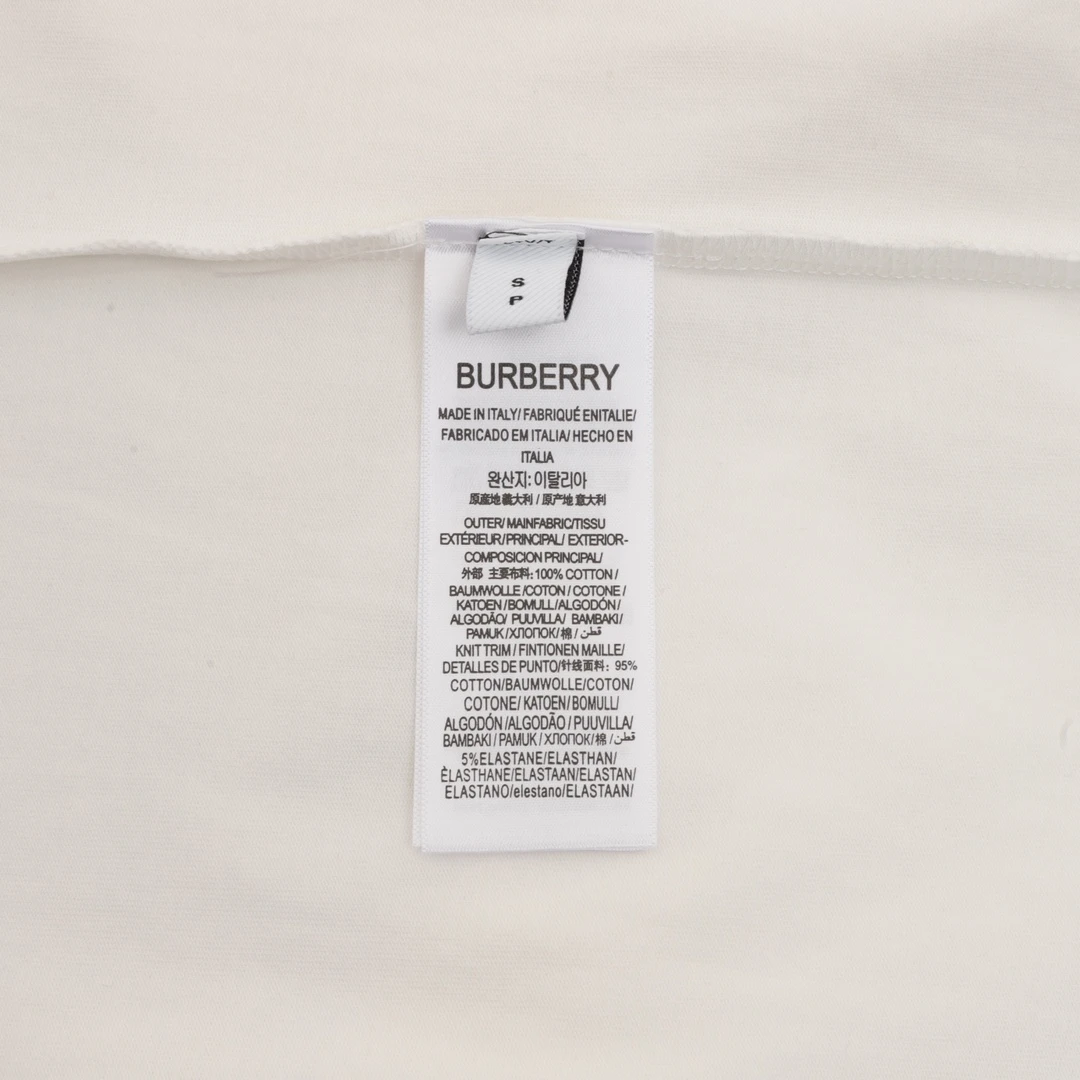 S
P
BURBERRY
MADE IN ITALY/ FABRIQUÉ ENITALIE/
FABRICADO EM ITALIA/ HECHO EN
ITALIA
완산지: 이탈리아
原産地義大利 / 原产地 意大利
OUTER/ MAINFABRIC/TISSU
EXTÉRIEUR/PRINCIPAL/ EXTERIOR-
COMPOSICION PRINCIPAL/
外部 主要布料: 100% COTTON /
BAUMWOLLE /COTON / COTONE /
KATOEN /BOMULL/ALGODÓN/
ALGODÃO/ PUUVILLA/ BAMBAKI/
PAMUK /ХЛОПОК/棉 / قطن
KNIT TRIM / FINTIONEN MAILLE/
DETALLES DE PUNTO/针线面料: 95%
COTTON/BAUMWOLLE/COTON/
COTONE/ KATOEN/BOMULL/
ALGODÓN /ALGODÃO / PUUVILLA/
BAMBAKI / PAMUK / ХЛОПОК/棉 /قطن/
5%ELASTANE/ELASTHAN/
ÈLASTHANE/ELASTAAN/ELASTAN/
ELASTANO/elestano/ELASTAAN/